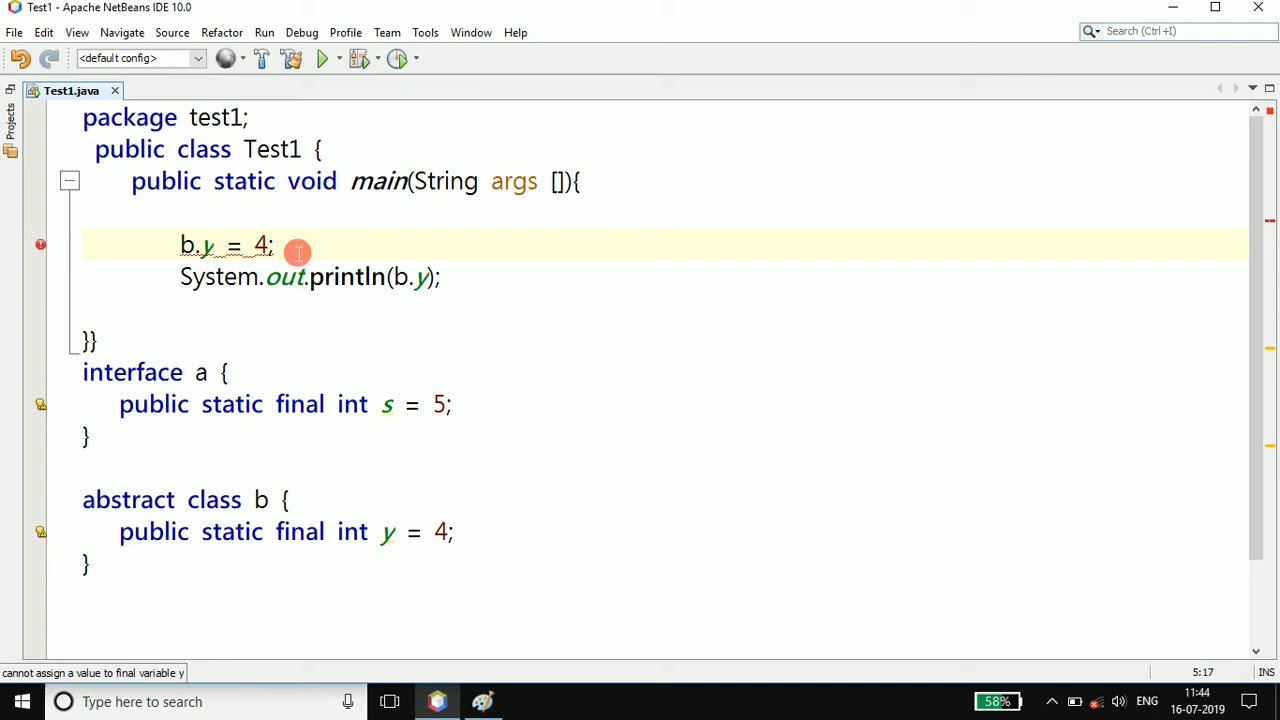 Test1 - Apache NetBeans IDE 10.0
File Edit View Navigate Source Refactor Run Debug Profile Team Tools Window Help
Search (Ctrl+I)
<default config>
Test1.java
Projects
package test1;
public class Test1 {
public static void main(String args []){
b.y = 4;
System.out.println(b.y);
}}
interface a {
public static final int s = 5;
}
abstract class b {
public static final int y = 4;
}
cannot assign a value to final variable y
5:17 INS
Type here to search
58%
ENG
11:44
16-07-2019